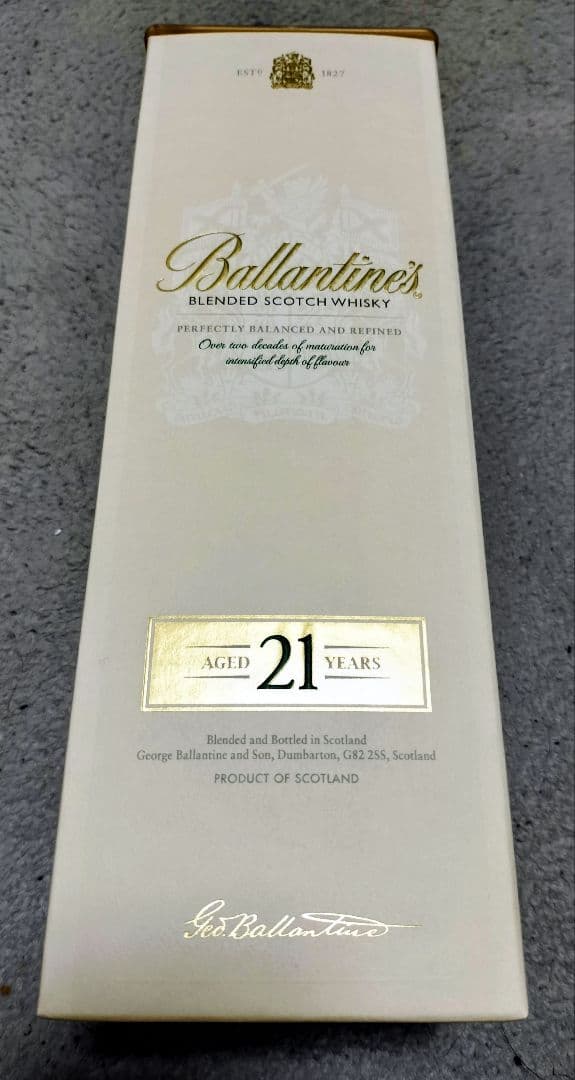 ESTD 1827
Ballantine's
BLENDED SCOTCH WHISKY
PERFECTLY BALANCED AND REFINED
Over two decades of maturation for
intensified depth of flavour
AGED 21 YEARS
Blended and Bottled in Scotland
George Ballantine and Son, Dumbarton, G82 2SS, Scotland
PRODUCT OF SCOTLAND
Geo. Ballantine